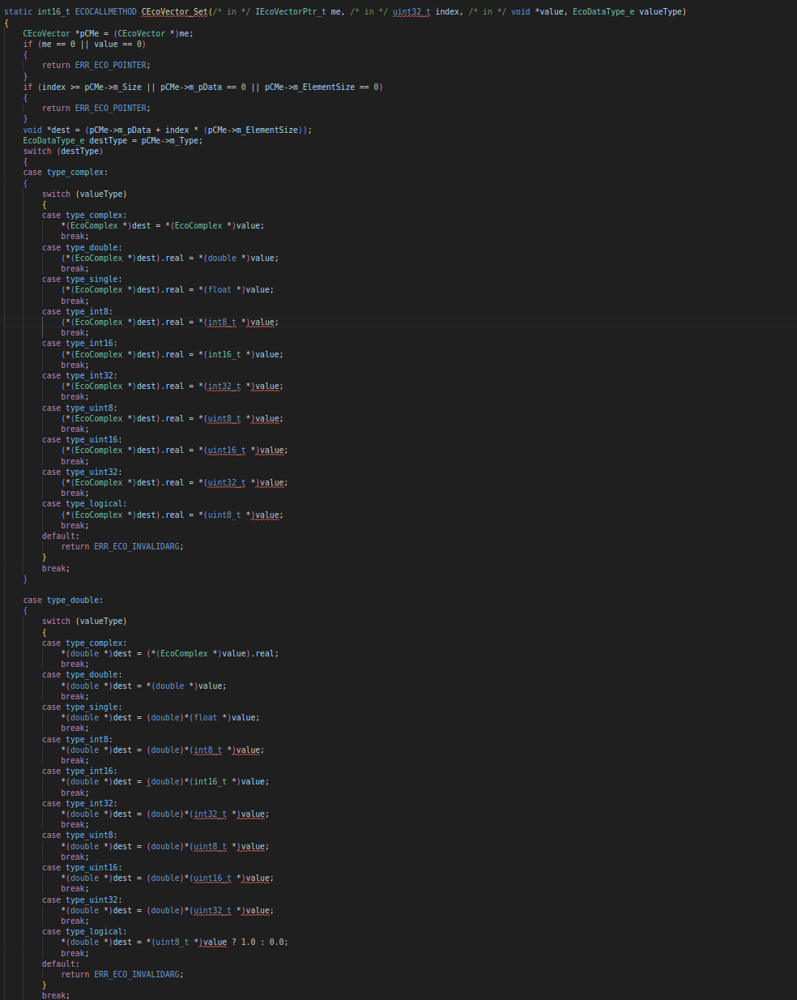 static int16_t ECOCALLMETHOD CEcoVector_Set(/* in */ IEcoVectorPtr_t me, /* in */ uint32_t index, /* in */ void *value, EcoDataType_e valueType)
{
    CEcoVector *pCMe = (CEcoVector *)me;
    if (me == 0 || value == 0)
    {
        return ERR_ECO_POINTER;
    }
    if (index >= pCMe->m_Size || pCMe->m_pData == 0 || pCMe->m_ElementSize == 0)
    {
        return ERR_ECO_POINTER;
    }
    void *dest = (pCMe->m_pData + index * (pCMe->m_ElementSize));
    EcoDataType_e destType = pCMe->m_Type;
    switch (destType)
    {
    case type_complex:
    {
        switch (valueType)
        {
        case type_complex:
            *(EcoComplex *)dest = *(EcoComplex *)value;
            break;
        case type_double:
            (*(EcoComplex *)dest).real = *(double *)value;
            break;
        case type_single:
            (*(EcoComplex *)dest).real = *(float *)value;
            break;
        case type_int8:
            (*(EcoComplex *)dest).real = *(int8_t *)value;
            break;
        case type_int16:
            (*(EcoComplex *)dest).real = *(int16_t *)value;
            break;
        case type_int32:
            (*(EcoComplex *)dest).real = *(int32_t *)value;
            break;
        case type_uint8:
            (*(EcoComplex *)dest).real = *(uint8_t *)value;
            break;
        case type_uint16:
            (*(EcoComplex *)dest).real = *(uint16_t *)value;
            break;
        case type_uint32:
            (*(EcoComplex *)dest).real = *(uint32_t *)value;
            break;
        case type_logical:
            (*(EcoComplex *)dest).real = *(uint8_t *)value;
            break;
        default:
            return ERR_ECO_INVALIDARG;
        }
        break;
    }

    case type_double:
    {
        switch (valueType)
        {
        case type_complex:
            *(double *)dest = (*(EcoComplex *)value).real;
            break;
        case type_double:
            *(double *)dest = *(double *)value;
            break;
        case type_single:
            *(double *)dest = (double)*(float *)value;
            break;
        case type_int8:
            *(double *)dest = (double)*(int8_t *)value;
            break;
        case type_int16:
            *(double *)dest = (double)*(int16_t *)value;
            break;
        case type_int32:
            *(double *)dest = (double)*(int32_t *)value;
            break;
        case type_uint8:
            *(double *)dest = (double)*(uint8_t *)value;
            break;
        case type_uint16:
            *(double *)dest = (double)*(uint16_t *)value;
            break;
        case type_uint32:
            *(double *)dest = (double)*(uint32_t *)value;
            break;
        case type_logical:
            *(double *)dest = *(uint8_t *)value ? 1.0 : 0.0;
            break;
        default:
            return ERR_ECO_INVALIDARG;
        }
        break;